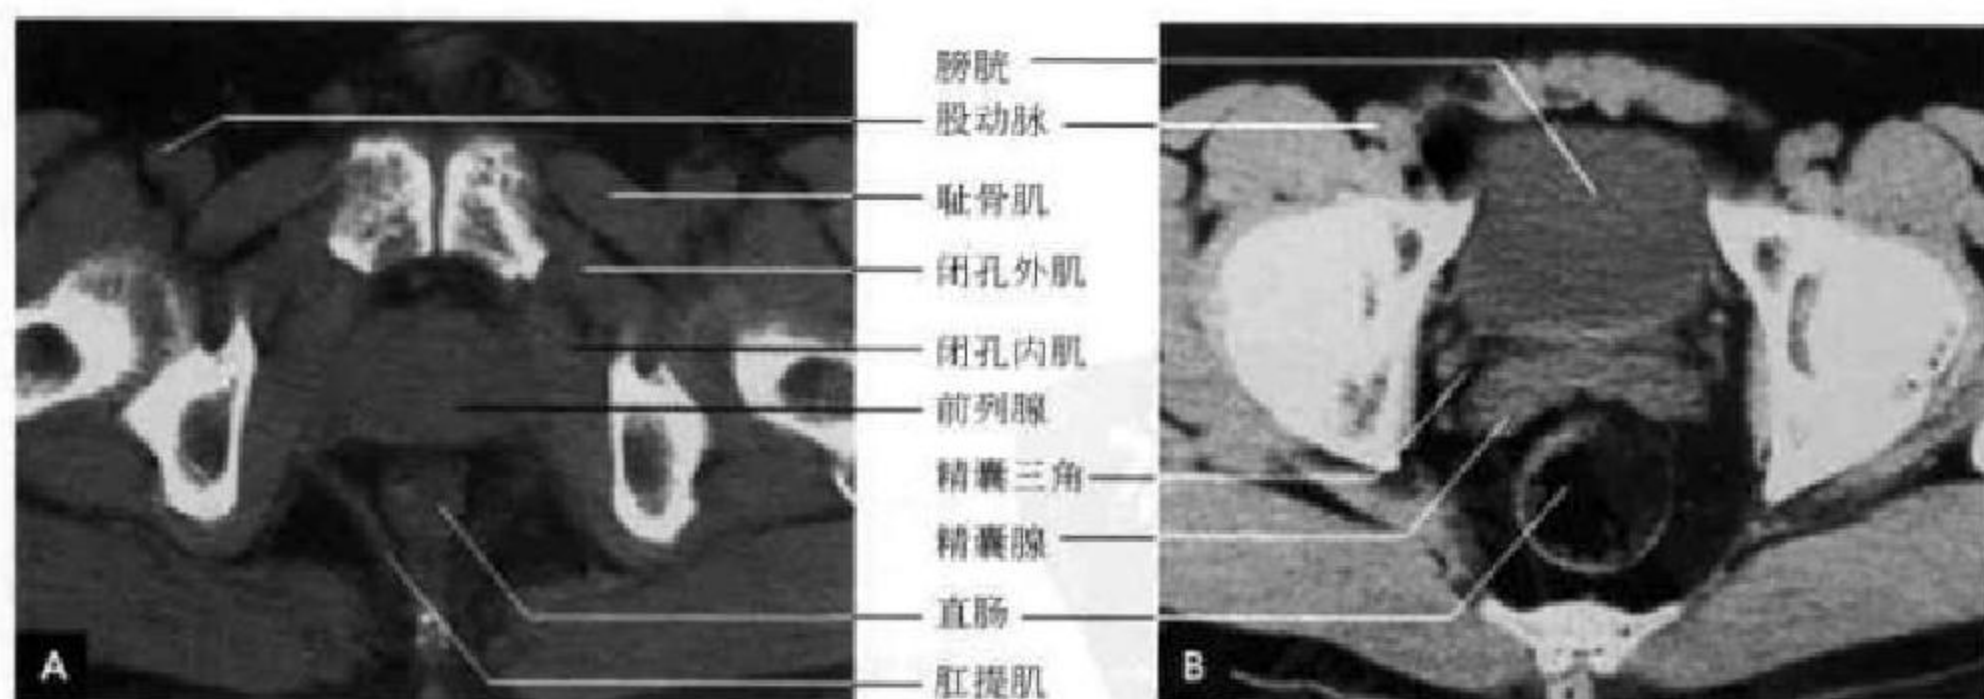 膀胱
股动脉
耻骨肌
闭孔外肌
闭孔内肌
前列腺
精囊三角
精囊腺
直肠
肛提肌
A
B